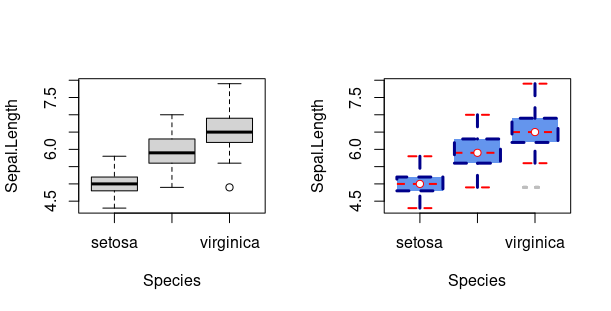 Sepal.Length
7.5
6.0
4.5
setosa virginica
Species
Sepal.Length
7.5
6.0
4.5
setosa virginica
Species